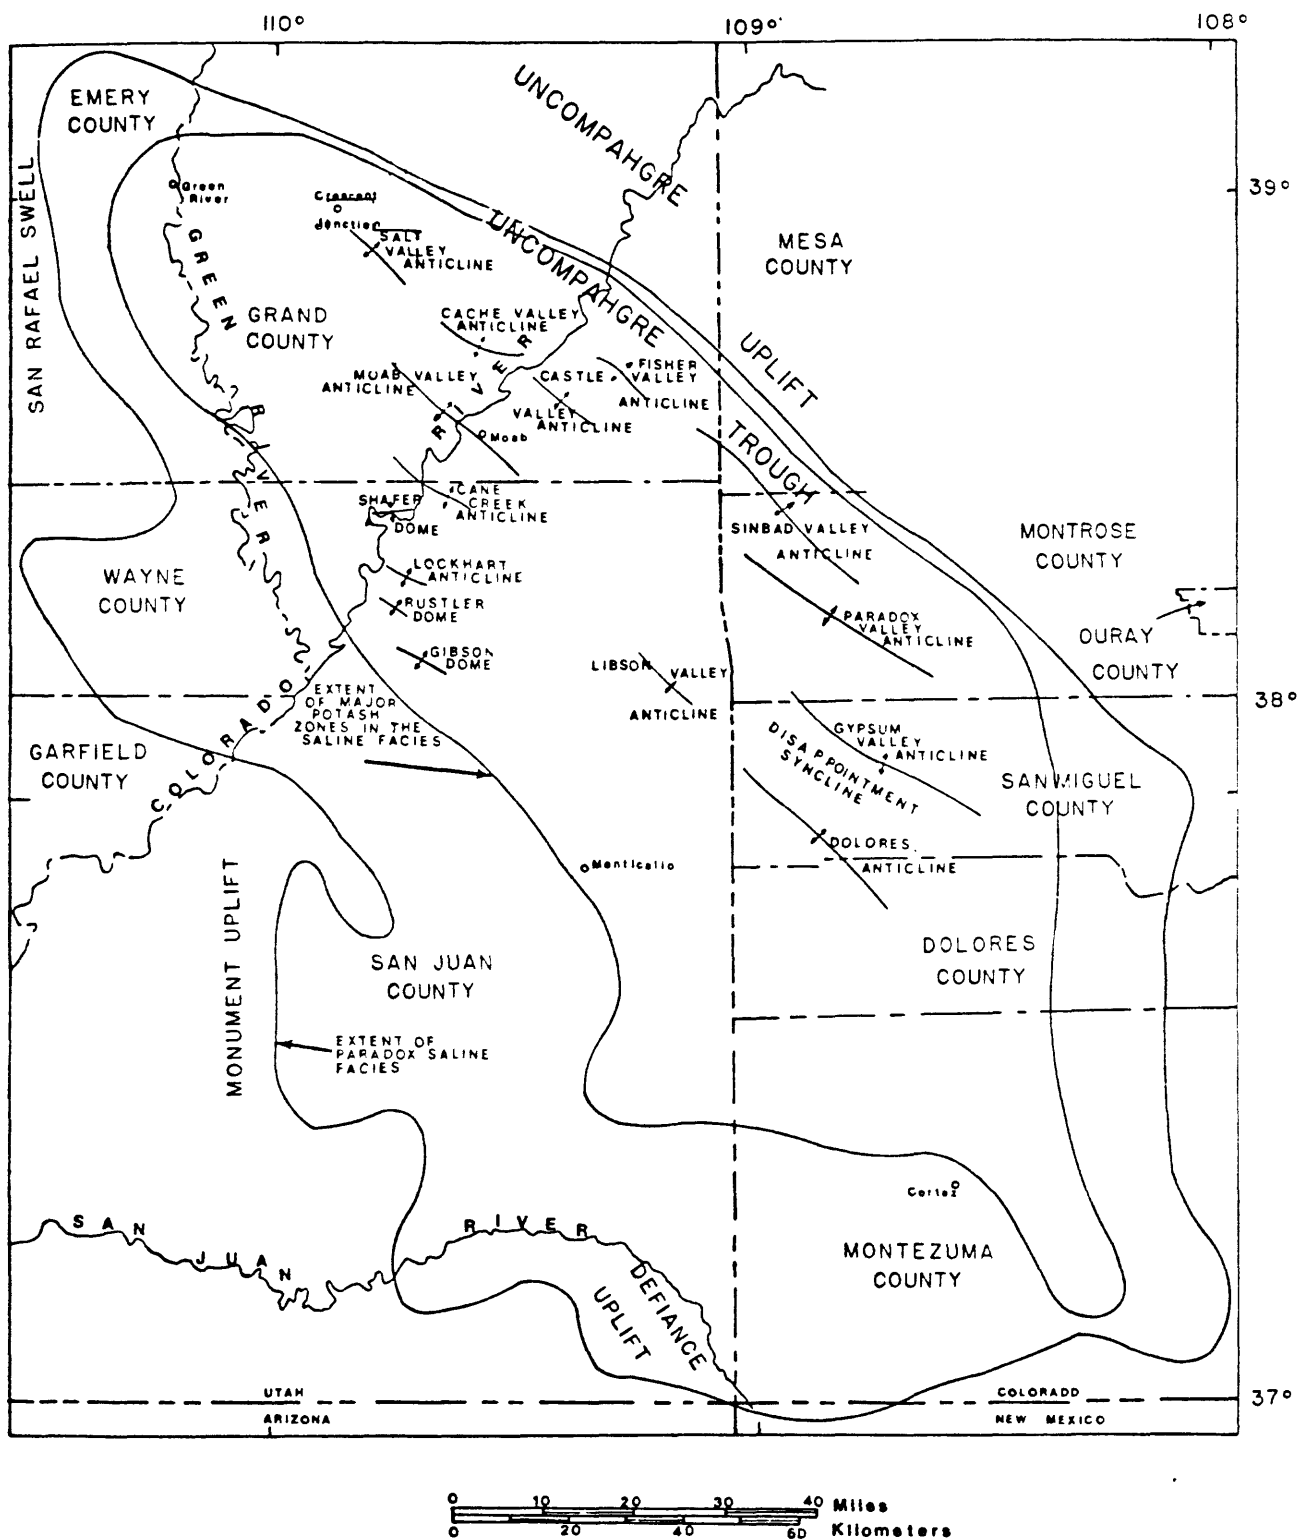 110°
109°
108°
EMERY
COUNTY
UNCOMPAHGRE
SAN RAFAEL SWELL
39°
Green
River
Crescent
Junction
SALT
VALLEY
ANTICLINE
UNCOMPAHGRE
MESA
COUNTY
GREEN
RIVER
GRAND
COUNTY
CACHE VALLEY
ANTICLINE
UPLIFT
MOAB VALLEY
ANTICLINE
RIVER
CASTLE
VALLEY
ANTICLINE
FISHER
VALLEY
ANTICLINE
Moab
TROUGH
SHAFER
DOME
CANE
CREEK
ANTICLINE
SINBAD VALLEY
ANTICLINE
MONTROSE
COUNTY
WAYNE
COUNTY
LOCKHART
ANTICLINE
RUSTLER
DOME
PARADOX
VALLEY
ANTICLINE
OURAY
COUNTY
GIBSON
DOME
LIBSON VALLEY
ANTICLINE
38°
EXTENT
OF MAJOR
POTASH
ZONES IN THE
SALINE FACIES
COLORADO
GARFIELD
COUNTY
GYPSUM
VALLEY
ANTICLINE
DISAPPOINTMENT
SYNCLINE
SAN MIGUEL
COUNTY
DOLORES
ANTICLINE
Monticallo
MONUMENT UPLIFT
SAN JUAN
COUNTY
DOLORES
COUNTY
EXTENT OF
PARADOX SALINE
FACIES
Cortez
SAN JUAN RIVER
MONTEZUMA
COUNTY
DEFIANCE
UPLIFT
UTAH
COLORADO
37°
ARIZONA
NEW MEXICO
0 10 20 30 40 Miles
0 20 40 60 Kilometers